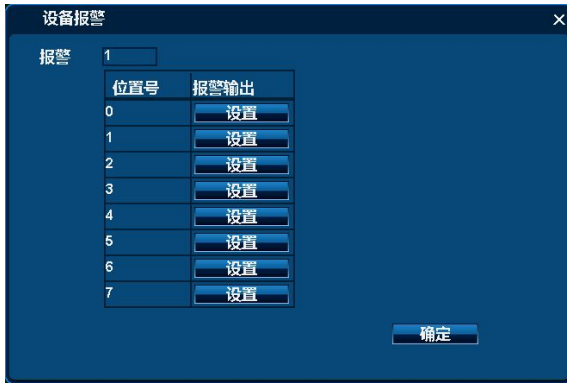 设备报警 ×
报警 1
位置号 报警输出
0 设置
1 设置
2 设置
3 设置
4 设置
5 设置
6 设置
7 设置
确定